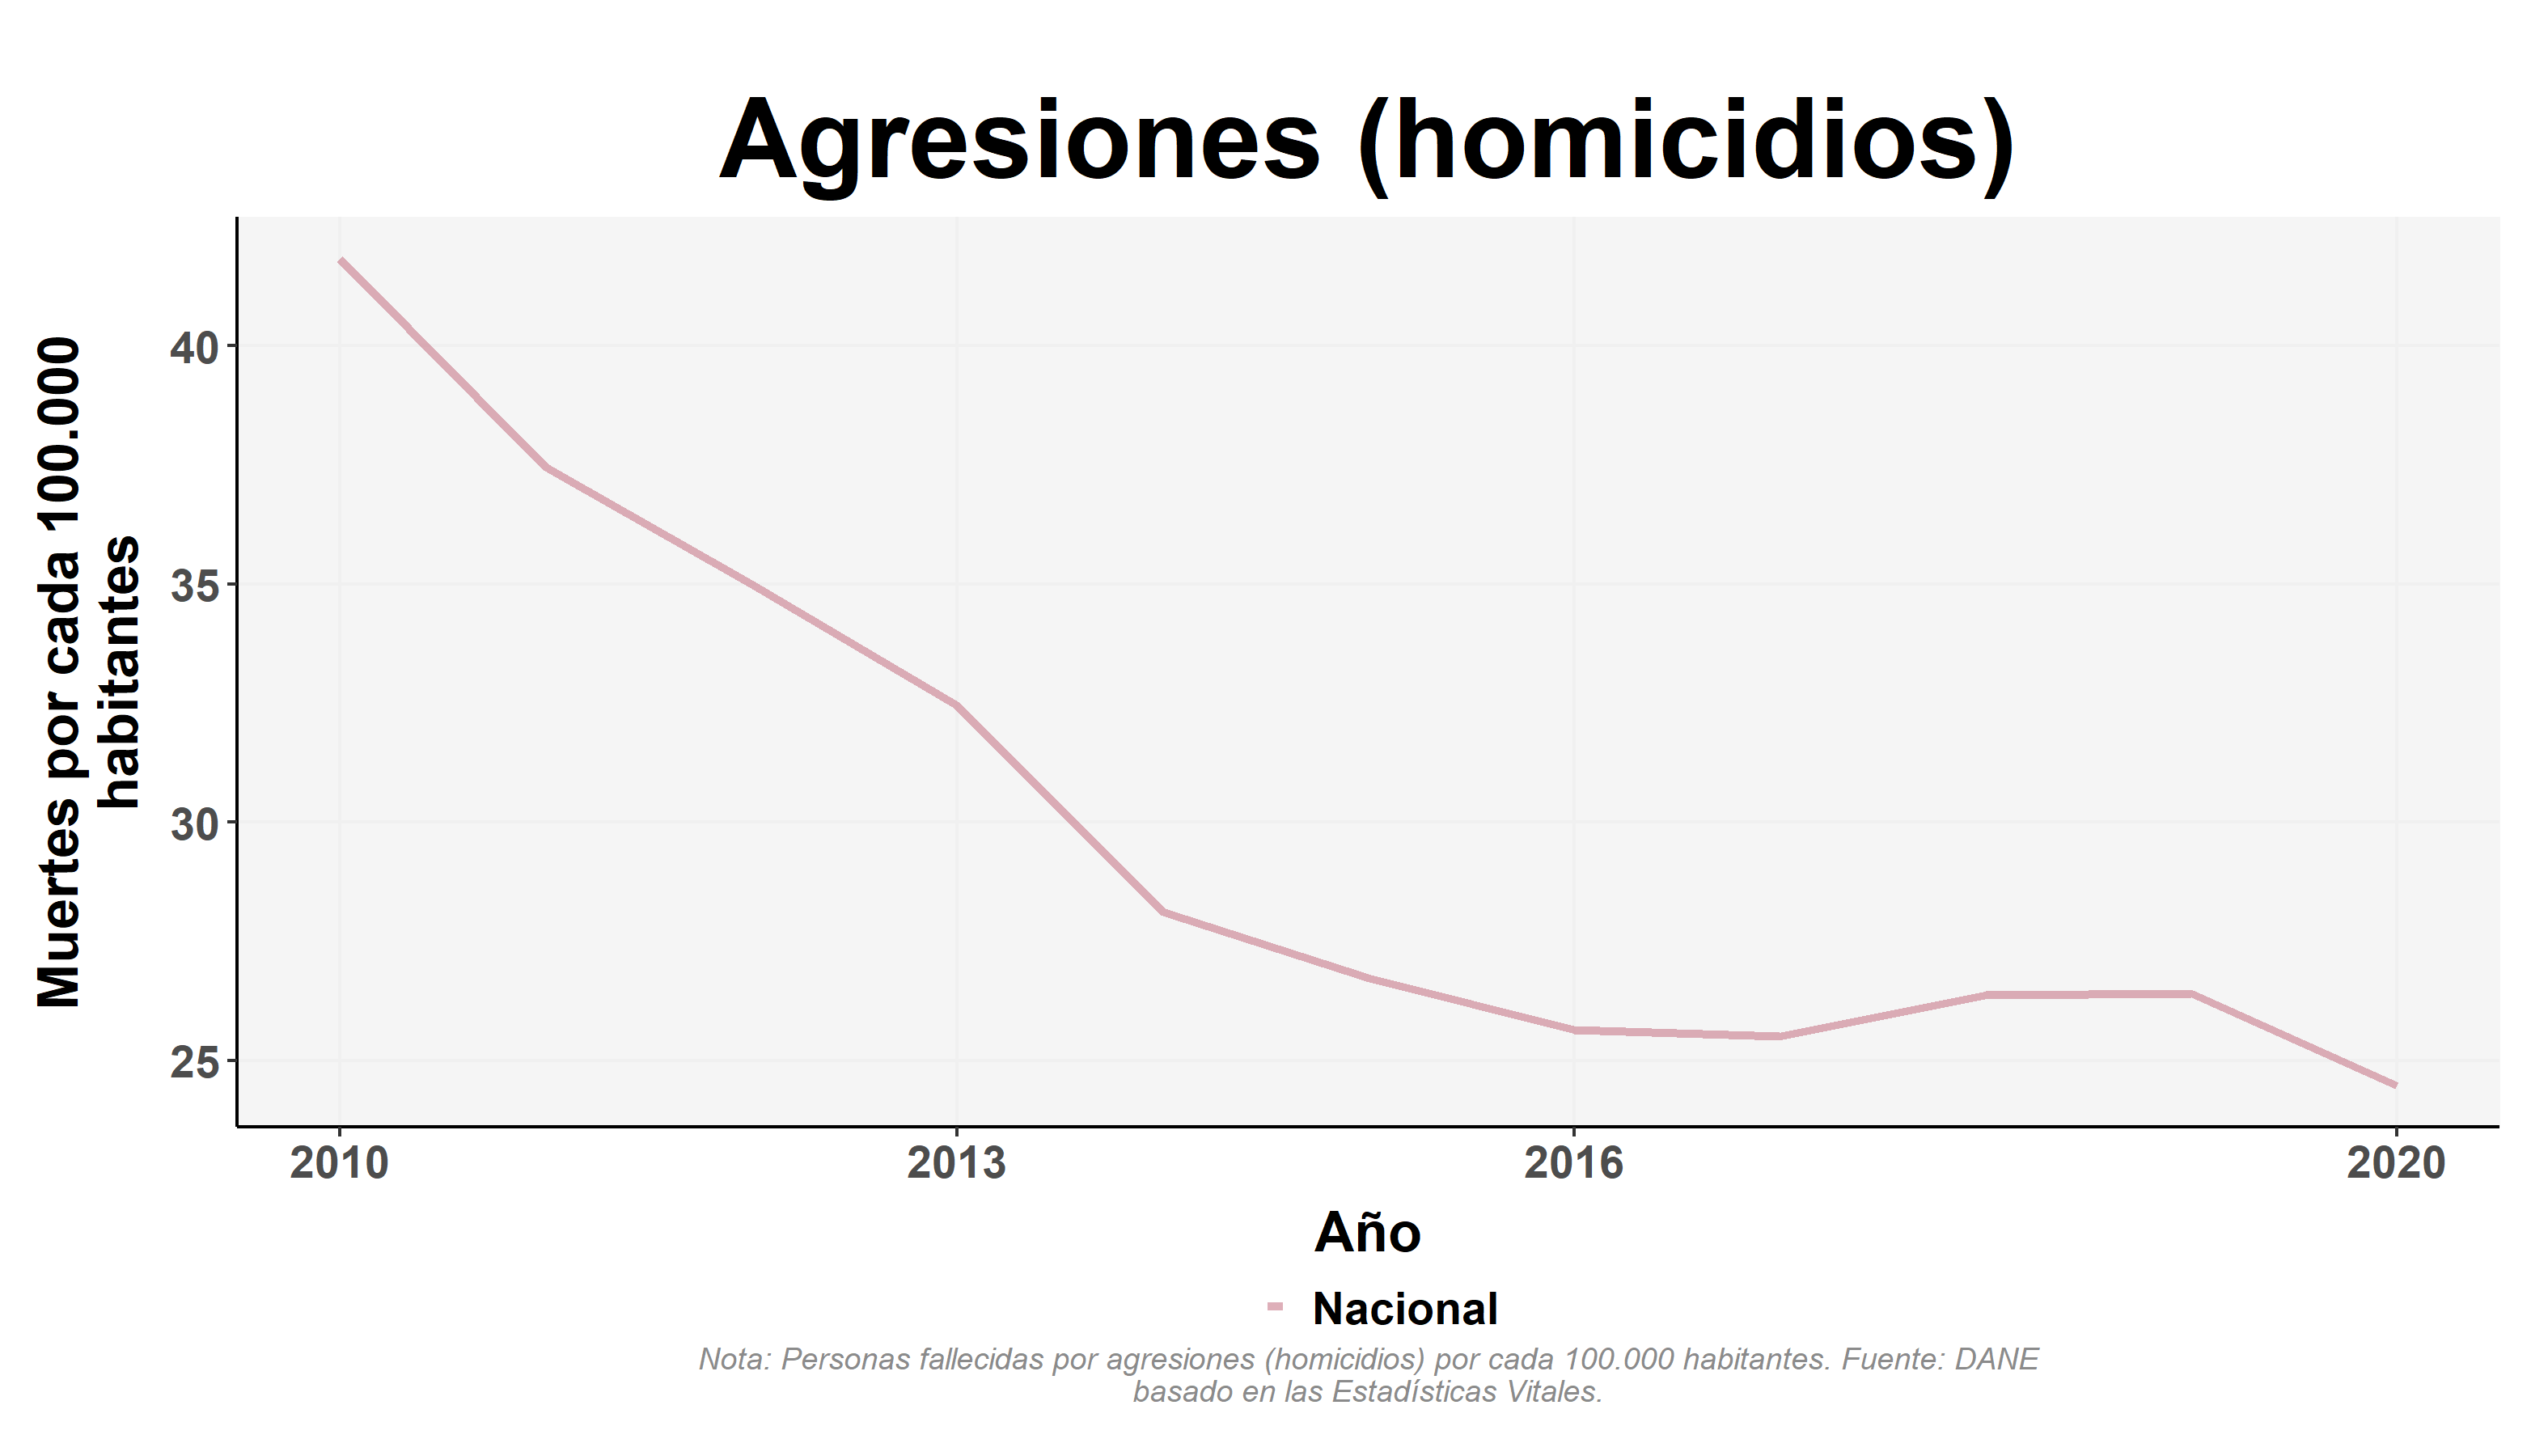 Agresiones (homicidios)
Muertes por cada 100.000
habitantes
40
35
30
25
2010
2013
2016
2020
Año
Nacional
Nota: Personas fallecidas por agresiones (homicidios) por cada 100.000 habitantes. Fuente: DANE
basado en las Estadísticas Vitales.